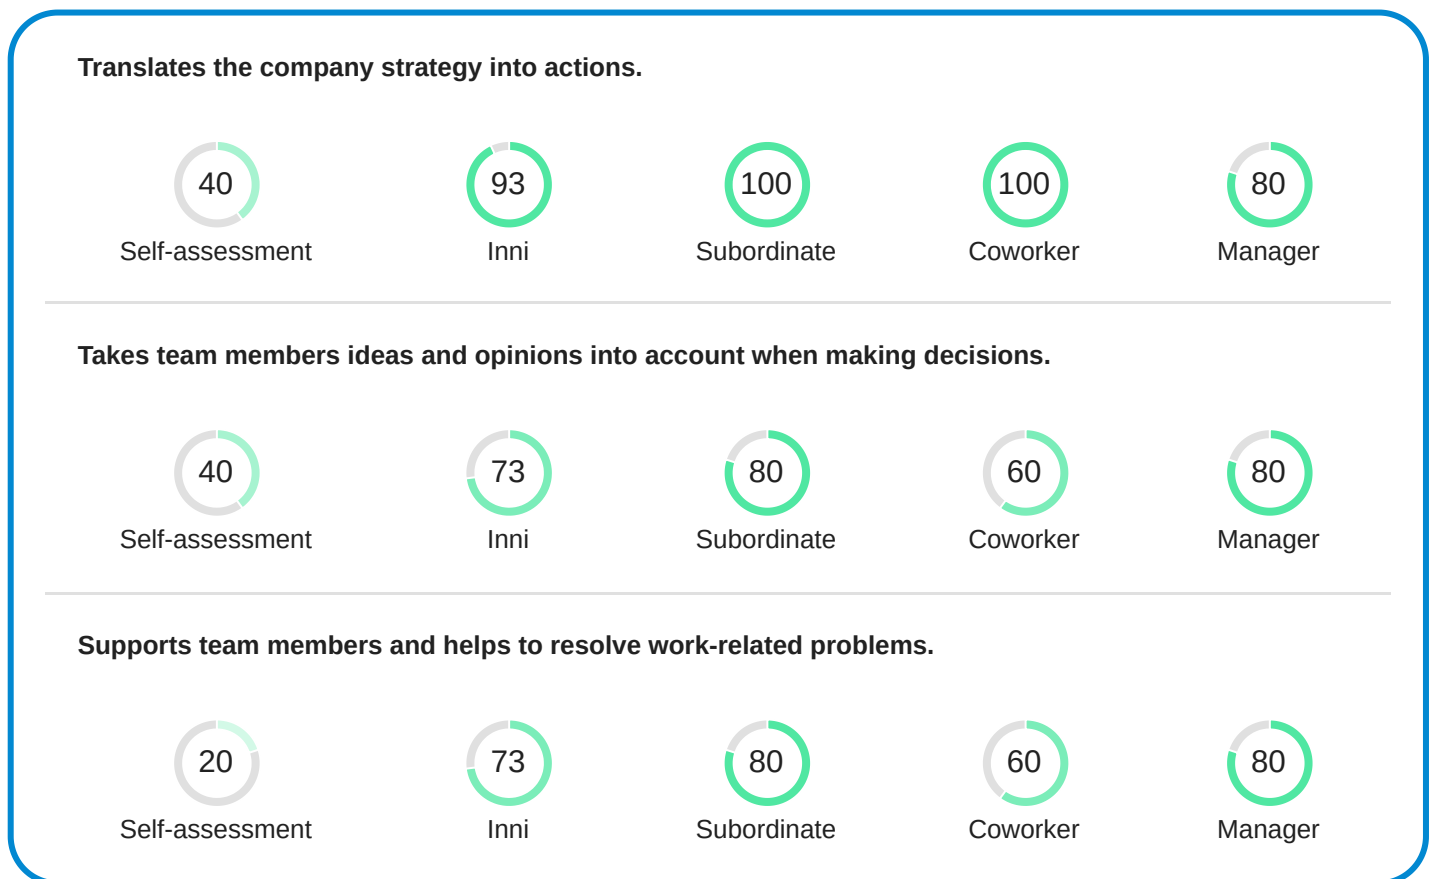 Translates the company strategy into actions.
40 93 100 100 80
Self-assessment Inni Subordinate Coworker Manager
Takes team members ideas and opinions into account when making decisions.
40 73 80 60 80
Self-assessment Inni Subordinate Coworker Manager
Supports team members and helps to resolve work-related problems.
20 73 80 60 80
Self-assessment Inni Subordinate Coworker Manager